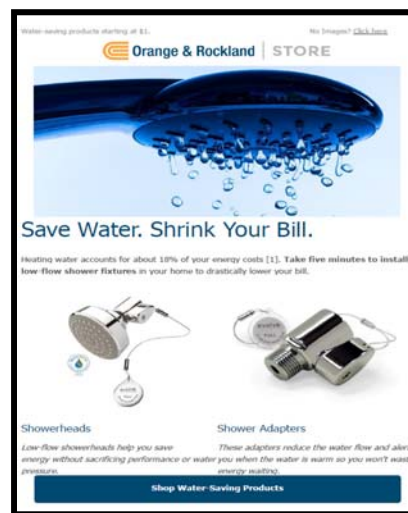 Water-saving products starting at $1.
No Images? Click here
Orange & Rockland STORE
Save Water. Shrink Your Bill.
Heating water accounts for about 18% of your energy costs [1]. Take five minutes to install
low-flow shower fixtures in your home to drastically lower your bill.
Showerheads
Low-flow showerheads help you save
energy without sacrificing performance or water
pressure.
Shower Adapters
These adapters reduce the water flow and aler
you when the water is warm so you won't wast
energy waiting.
Shop Water-Saving Products